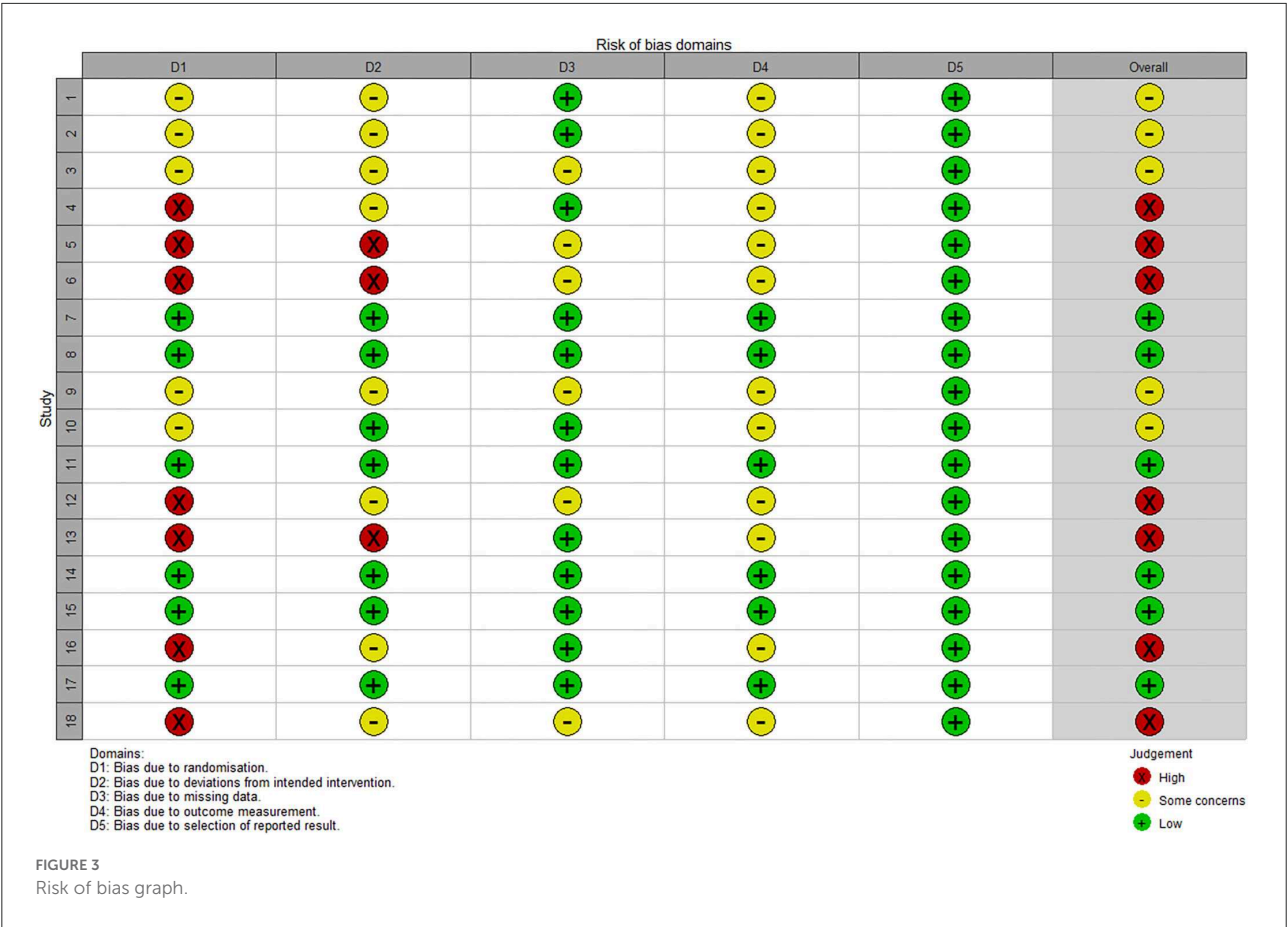 Risk of bias domains
D1 D2 D3 D4 D5 Overall
Study
1 - - + - + -
2 - - + - + -
3 - - - - + -
4 X - + - + X
5 X X - - + X
6 X X - - + X
7 + + + + + +
8 + + + + + +
9 - - - - + -
10 - + + - + -
11 + + + + + +
12 X - - - + X
13 X X + - + X
14 + + + + + +
15 + + + + + +
16 X - + - + X
17 + + + + + +
18 X - - - + X
Domains:
D1: Bias due to randomisation.
D2: Bias due to deviations from intended intervention.
D3: Bias due to missing data.
D4: Bias due to outcome measurement.
D5: Bias due to selection of reported result.
Judgement
X High
- Some concerns
+ Low
FIGURE 3
Risk of bias graph.